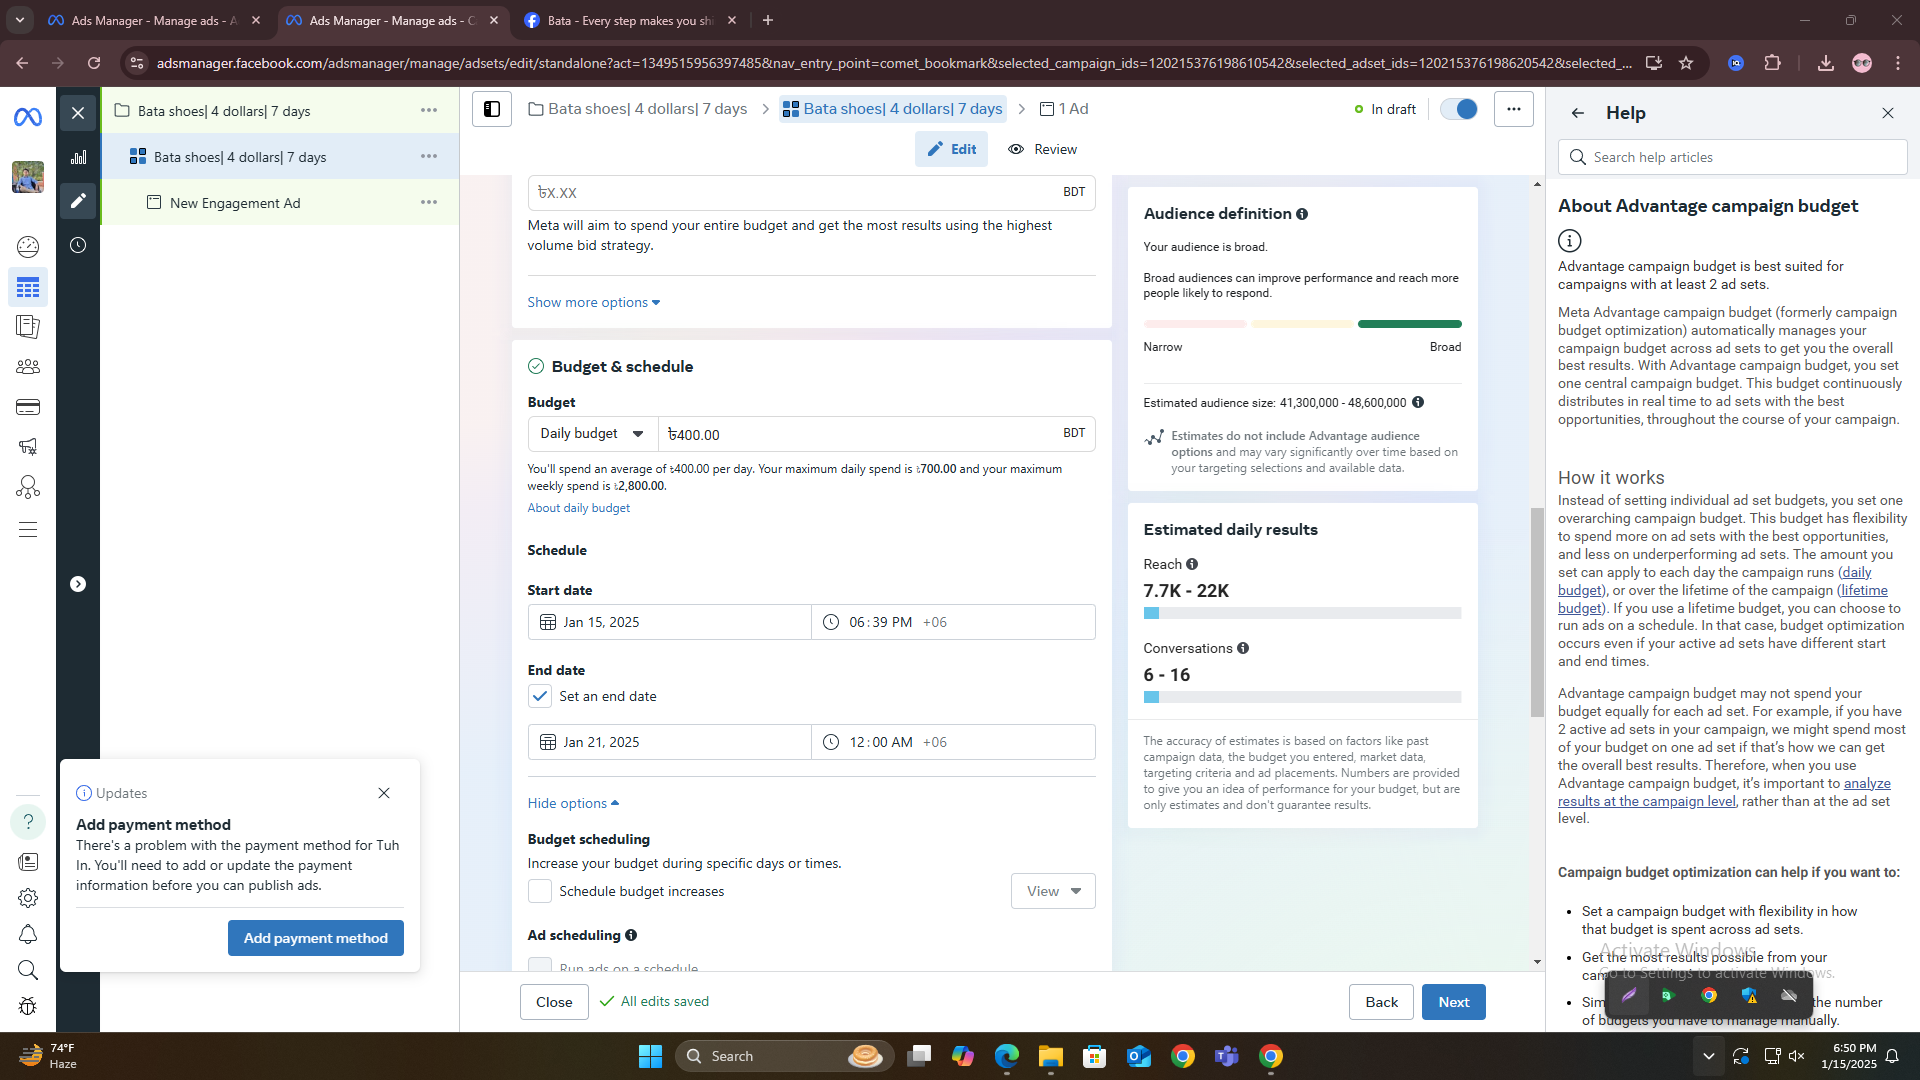 Ads Manager - Manage ads - A
Ads Manager - Manage ads - C
Bata - Every step makes you shi
adsmanager.facebook.com/adsmanager/manage/adsets/edit/standalone?act=1349515956397485&nav_entry_point=comet_bookmark&selected_campaign_ids=120215376198610542&selected_adset_ids=120215376198620542&selected_...
Bata shoes| 4 dollars| 7 days
Bata shoes| 4 dollars| 7 days
New Engagement Ad
Bata shoes| 4 dollars| 7 days
Bata shoes| 4 dollars| 7 days
1 Ad
In draft
Edit
Review
৳X.XX
BDT
Meta will aim to spend your entire budget and get the most results using the highest
volume bid strategy.
Show more options
Budget & schedule
Budget
Daily budget
৳400.00
BDT
You'll spend an average of ৳400.00 per day. Your maximum daily spend is ৳700.00 and your maximum
weekly spend is ৳2,800.00.
About daily budget
Schedule
Start date
Jan 15, 2025
06:39 PM +06
End date
Set an end date
Jan 21, 2025
12:00 AM +06
Hide options
Budget scheduling
Increase your budget during specific days or times.
Schedule budget increases
View
Ad scheduling
Run ads on a schedule
Close
All edits saved
Back
Next
Audience definition
Your audience is broad.
Broad audiences can improve performance and reach more
people likely to respond.
Narrow
Broad
Estimated audience size: 41,300,000 - 48,600,000
Estimates do not include Advantage audience
options and may vary significantly over time based on
your targeting selections and available data.
Estimated daily results
Reach
7.7K - 22K
Conversations
6 - 16
The accuracy of estimates is based on factors like past
campaign data, the budget you entered, market data,
targeting criteria and ad placements. Numbers are provided
to give you an idea of performance for your budget, but are
only estimates and don't guarantee results.
Updates
Add payment method
There's a problem with the payment method for Tuh
In. You'll need to add or update the payment
information before you can publish ads.
Add payment method
Help
Search help articles
About Advantage campaign budget
Advantage campaign budget is best suited for
campaigns with at least 2 ad sets.
Meta Advantage campaign budget (formerly campaign
budget optimization) automatically manages your
campaign budget across ad sets to get you the overall
best results. With Advantage campaign budget, you set
one central campaign budget. This budget continuously
distributes in real time to ad sets with the best
opportunities, throughout the course of your campaign.
How it works
Instead of setting individual ad set budgets, you set one
overarching campaign budget. This budget has flexibility
to spend more on ad sets with the best opportunities,
and less on underperforming ad sets. The amount you
set can apply to each day the campaign runs (daily
budget), or over the lifetime of the campaign (lifetime
budget). If you use a lifetime budget, you can choose to
run ads on a schedule. In that case, budget optimization
occurs even if your active ad sets have different start
and end times.
Advantage campaign budget may not spend your
budget equally for each ad set. For example, if you have
2 active ad sets in your campaign, we might spend most
of your budget on one ad set if that's how we can get
the overall best results. Therefore, when you use
Advantage campaign budget, it's important to analyze
results at the campaign level, rather than at the ad set
level.
Campaign budget optimization can help if you want to:
• Set a campaign budget with flexibility in how
that budget is spent across ad sets.
• Get the most results possible from your
• the number
of budgets you have to manage manually.
Activate Windows
Go to Settings to activate Windows.
74°F
Haze
Search
6:50 PM
1/15/2025